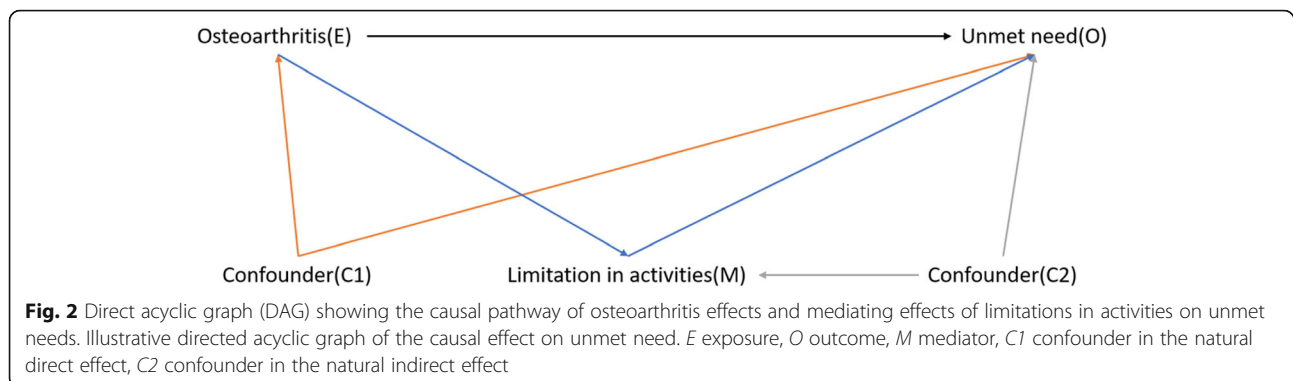 Osteoarthritis(E) Unmet need(O)
Confounder(C1) Limitation in activities(M) Confounder(C2)
Fig. 2 Direct acyclic graph (DAG) showing the causal pathway of osteoarthritis effects and mediating effects of limitations in activities on unmet
needs. Illustrative directed acyclic graph of the causal effect on unmet need. E exposure, O outcome, M mediator, C1 confounder in the natural
direct effect, C2 confounder in the natural indirect effect